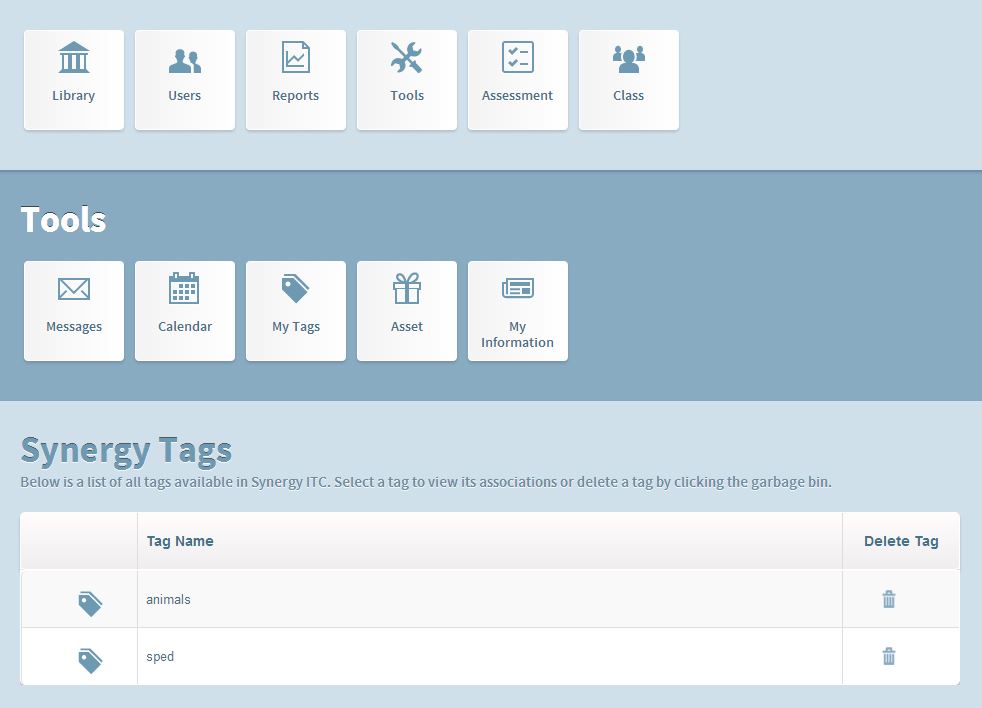 Library
Users
Reports
Tools
Assessment
Class
Tools
Messages
Calendar
My Tags
Asset
My
Information
Synergy Tags
Below is a list of all tags available in Synergy ITC. Select a tag to view its associations or delete a tag by clicking the garbage bin.
Tag Name
Delete Tag
animals
sped